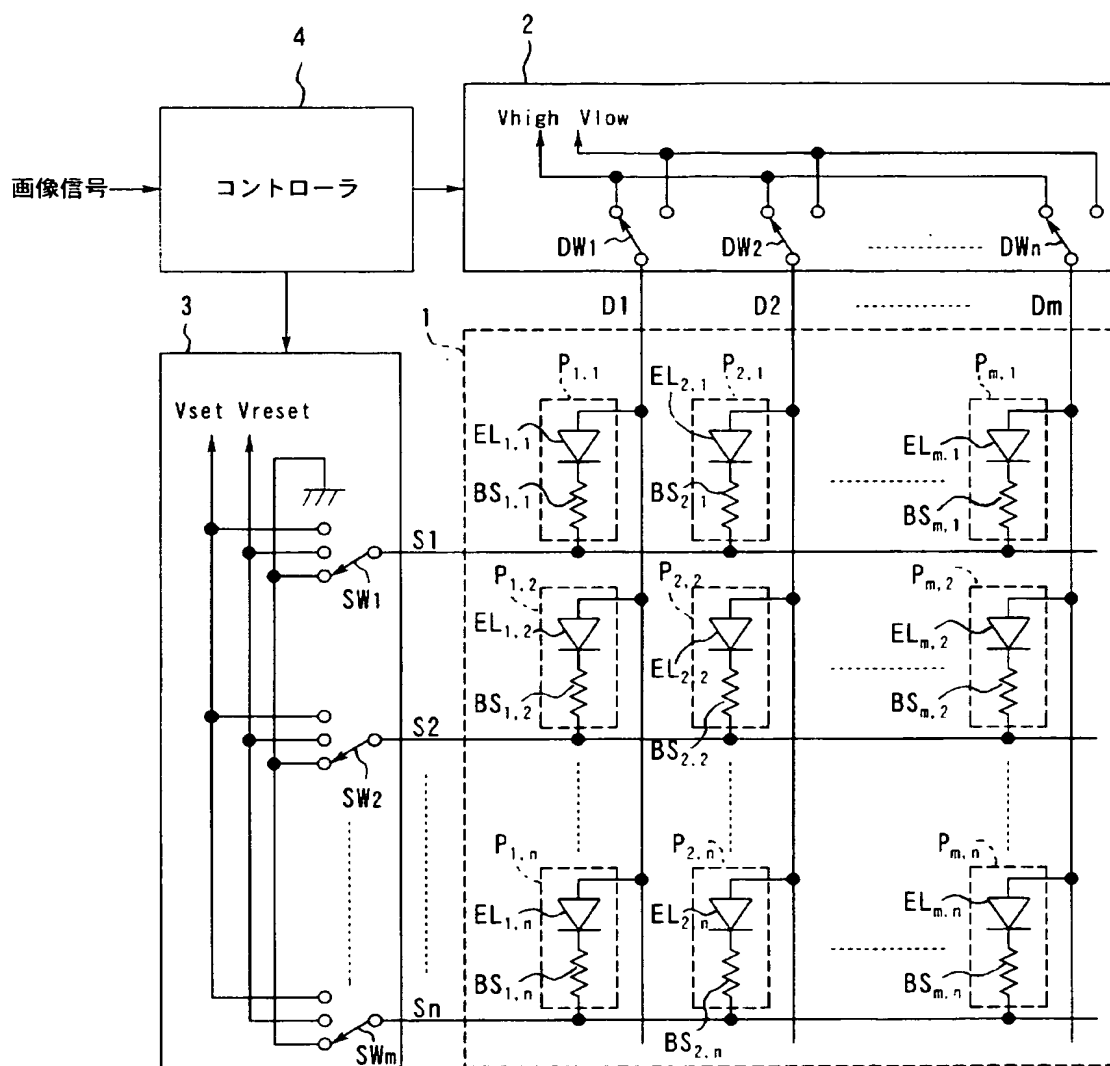 4
2
Vhigh Vlow
画像信号
コントローラ
DW1
DW2
DWn
3
1
D1
D2
Dm
Vset Vreset
P1,1
EL2,1
P2,1
Pm,1
EL1,1
ELm,1
BS1,1
BS2,1
BSm,1
S1
SW1
P1,2
P2,2
Pm,2
EL1,2
EL2,2
ELm,2
BS1,2
BS2,2
BSm,2
S2
SW2
P1,n
P2,n
Pm,n
EL1,n
EL2,n
ELm,n
BS1,n
BS2,n
BSm,n
Sn
SWm